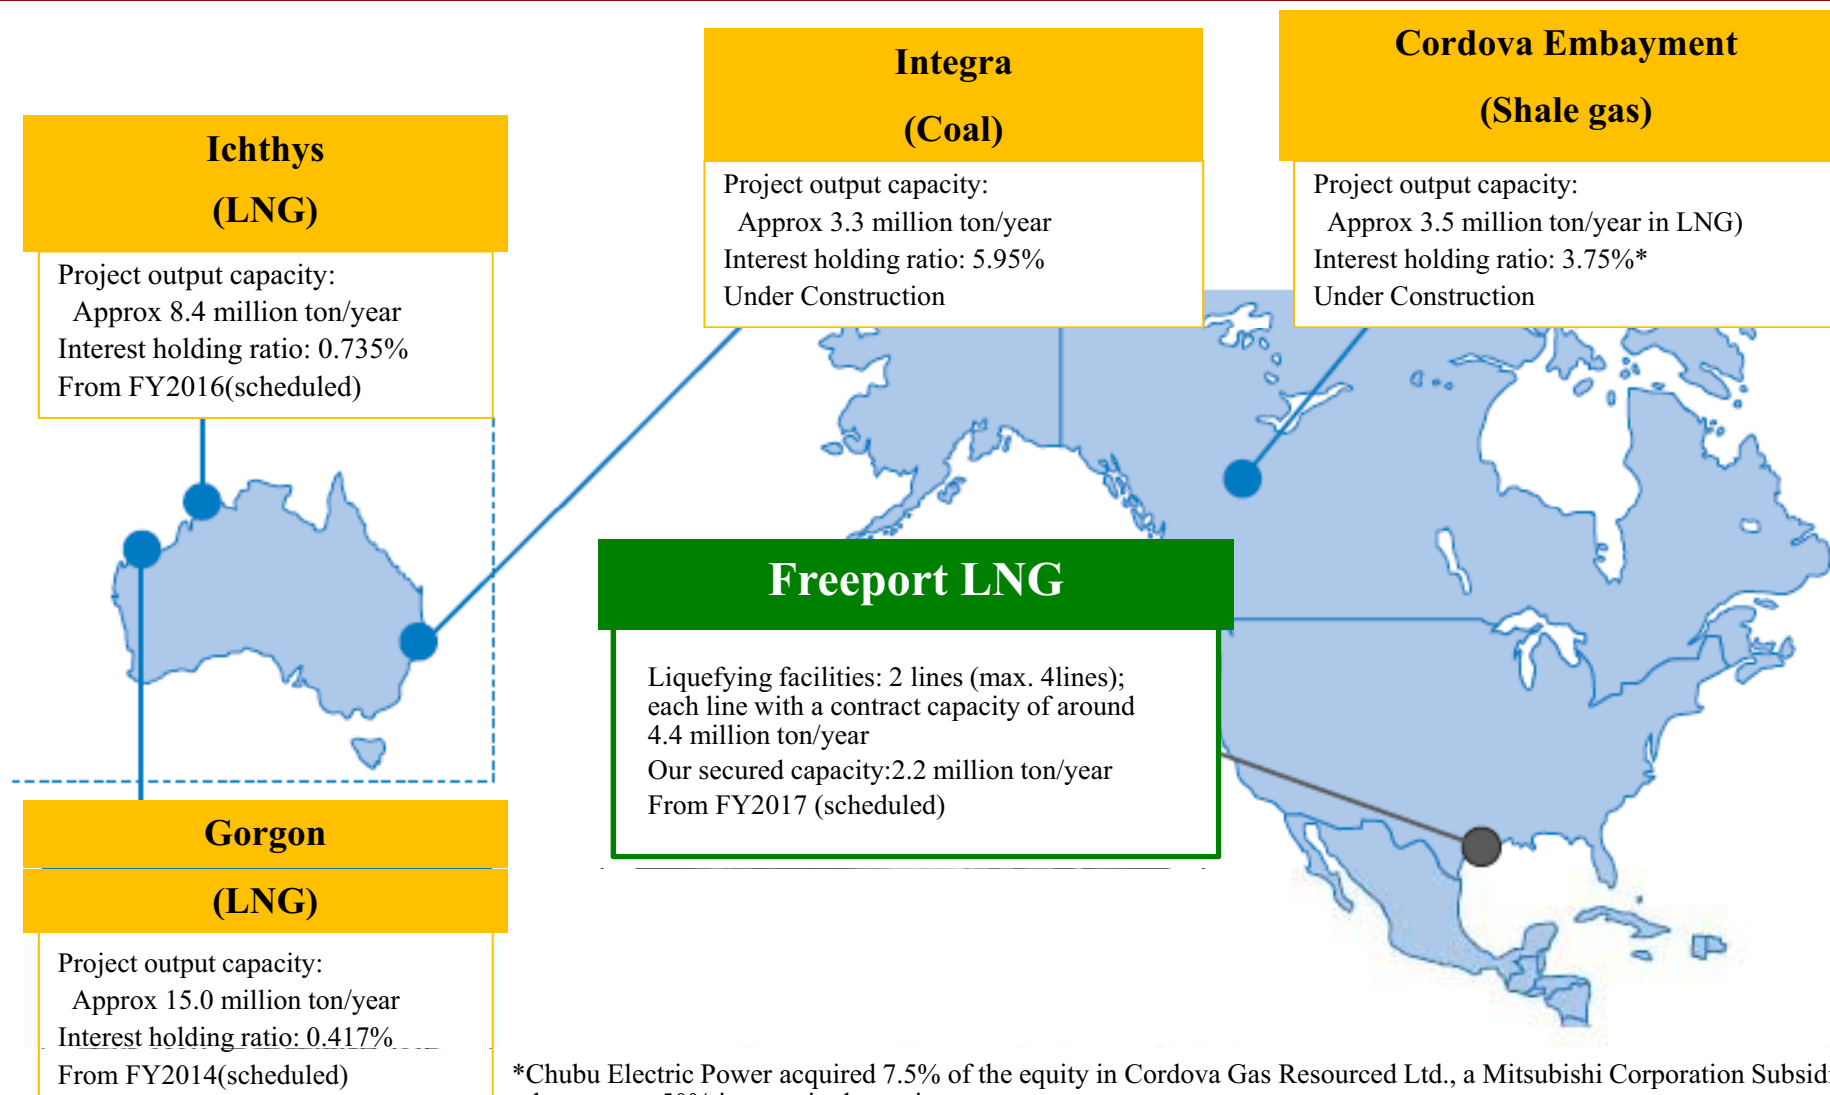 Ichthys
(LNG)
Project output capacity:
Approx 8.4 million ton/year
Interest holding ratio: 0.735%
From FY2016(scheduled)
Integra
(Coal)
Project output capacity:
Approx 3.3 million ton/year
Interest holding ratio: 5.95%
Under Construction
Cordova Embayment
(Shale gas)
Project output capacity:
Approx 3.5 million ton/year in LNG)
Interest holding ratio: 3.75%*
Under Construction
Freeport LNG
Liquefying facilities: 2 lines (max. 4lines);
each line with a contract capacity of around
4.4 million ton/year
Our secured capacity:2.2 million ton/year
From FY2017 (scheduled)
Gorgon
(LNG)
Project output capacity:
Approx 15.0 million ton/year
Interest holding ratio: 0.417%
From FY2014(scheduled)
*Chubu Electric Power acquired 7.5% of the equity in Cordova Gas Resourced Ltd., a Mitsubishi Corporation